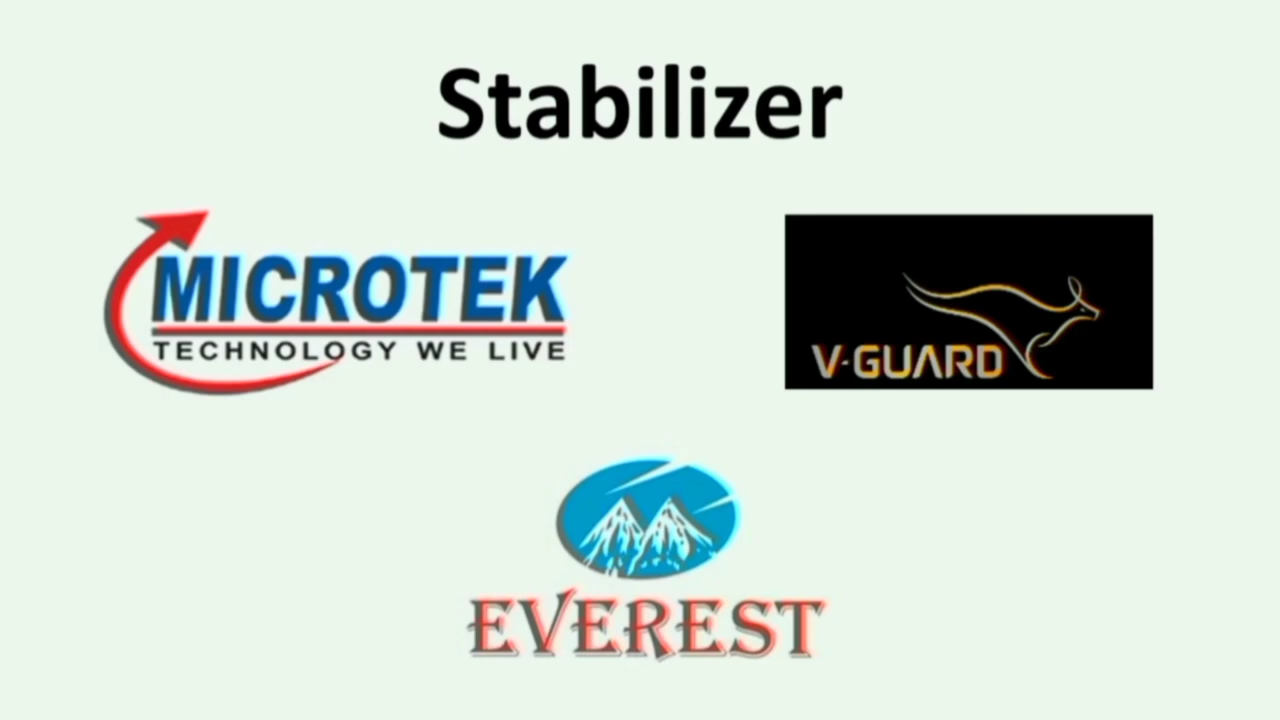 Stabilizer
MICROTEK
TECHNOLOGY WE LIVE
V-GUARD
EVEREST